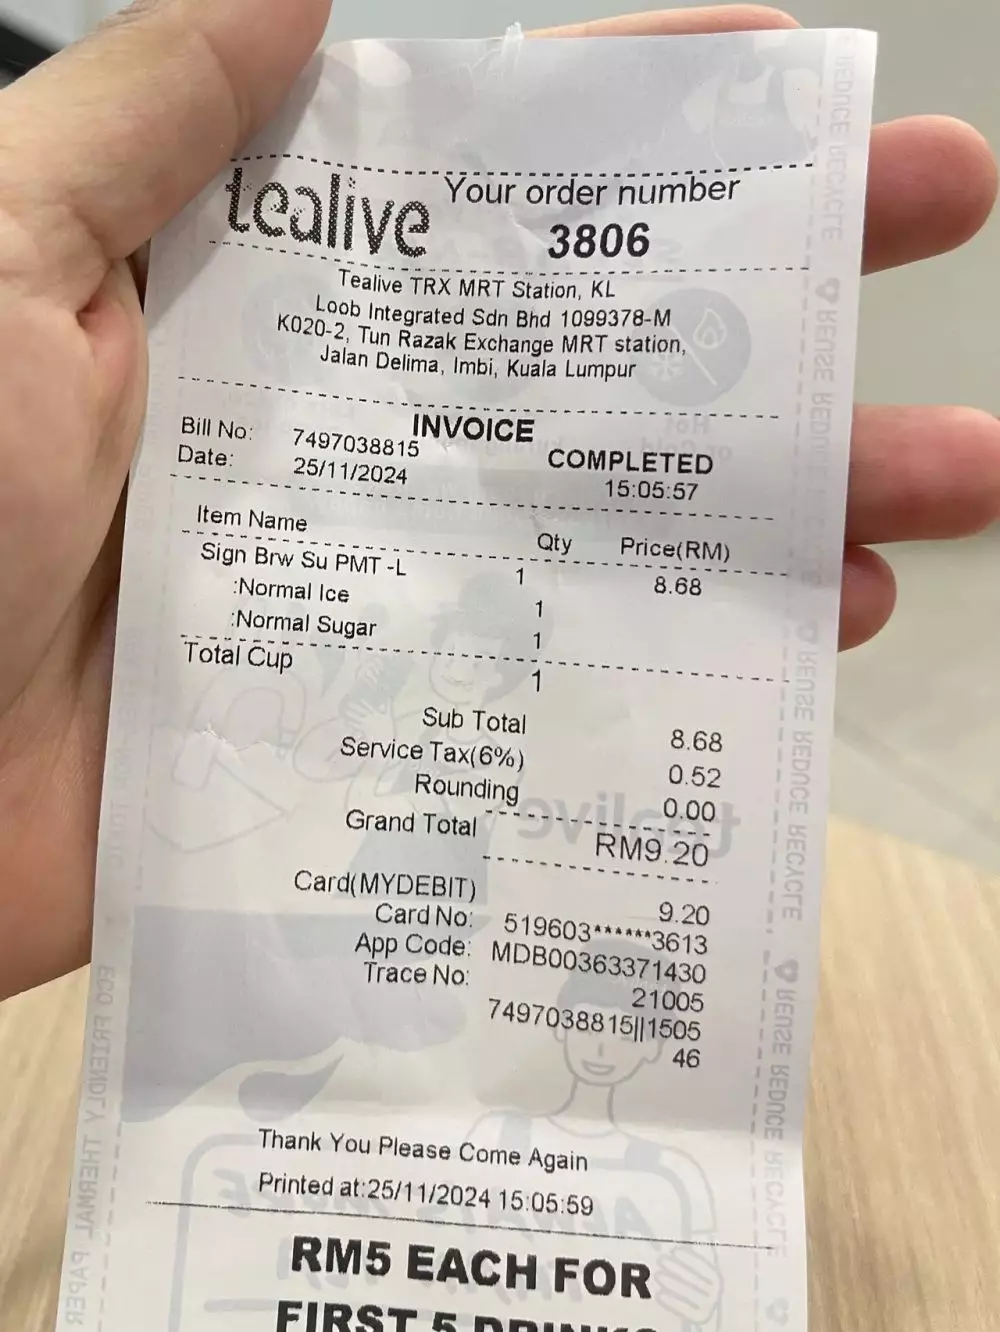 tealive
Your order number
3806
Tealive TRX MRT Station, KL
Loob Integrated Sdn Bhd 1099378-M
K020-2, Tun Razak Exchange MRT station,
Jalan Delima, Imbi, Kuala Lumpur
INVOICE
Bill No: 7497038815 COMPLETED
Date: 25/11/2024 15:05:57
Item Name Qty Price(RM)
Sign Brw Su PMT -L 1 8.68
:Normal Ice 1
:Normal Sugar 1
Total Cup 1
Sub Total 8.68
Service Tax(6%) 0.52
Rounding 0.00
Grand Total RM9.20
Card(MYDEBIT) 9.20
Card No: 519603******3613
App Code: MDB00363371430
Trace No: 21005
7497038815||1505
46
Thank You Please Come Again
Printed at:25/11/2024 15:05:59
RM5 EACH FOR
FIRST 5 DRINKS